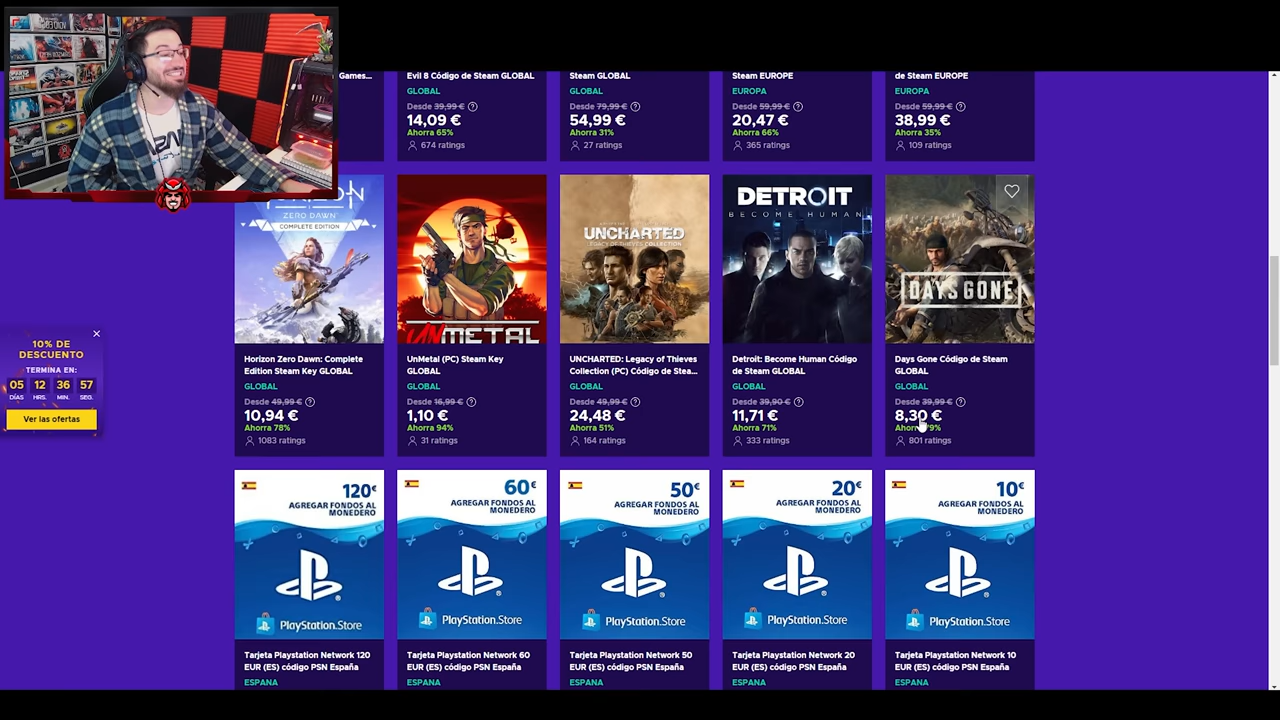 Games...
Evil 8 Código de Steam GLOBAL
GLOBAL
Desde 39,99 €
14,09 €
Ahorra 65%
674 ratings
Steam GLOBAL
GLOBAL
Desde 79,99 €
54,99 €
Ahorra 31%
27 ratings
Steam EUROPE
EUROPA
Desde 59,99 €
20,47 €
Ahorra 66%
365 ratings
de Steam EUROPE
EUROPA
Desde 59,99 €
38,99 €
Ahorra 35%
109 ratings
10% DE
DESCUENTO
TERMINA EN:
05 12 36 57
DÍAS HRS. MIN. SEG.
Ver las ofertas
HORIZON
ZERO DAWN
COMPLETE EDITION
Horizon Zero Dawn: Complete
Edition Steam Key GLOBAL
GLOBAL
Desde 49,99 €
10,94 €
Ahorra 78%
1083 ratings
UNMETAL
UnMetal (PC) Steam Key
GLOBAL
GLOBAL
Desde 16,99 €
1,10 €
Ahorra 94%
31 ratings
UNCHARTED
LEGACY OF THIEVES COLLECTION
UNCHARTED: Legacy of Thieves
Collection (PC) Código de Stea...
GLOBAL
Desde 49,99 €
24,48 €
Ahorra 51%
164 ratings
DETROIT
BECOME HUMAN
Detroit: Become Human Código
de Steam GLOBAL
GLOBAL
Desde 39,90 €
11,71 €
Ahorra 71%
333 ratings
DAYS GONE
Days Gone Código de Steam
GLOBAL
GLOBAL
Desde 39,99 €
8,30 €
Ahorra 79%
801 ratings
120€
AGREGAR FONDOS AL
MONEDERO
PlayStation.Store
Tarjeta Playstation Network 120
EUR (ES) código PSN España
ESPANA
60€
AGREGAR FONDOS AL
MONEDERO
PlayStation.Store
Tarjeta Playstation Network 60
EUR (ES) código PSN España
ESPANA
50€
AGREGAR FONDOS AL
MONEDERO
PlayStation.Store
Tarjeta Playstation Network 50
EUR (ES) código PSN España
ESPANA
20€
AGREGAR FONDOS AL
MONEDERO
PlayStation.Store
Tarjeta Playstation Network 20
EUR (ES) código PSN España
ESPANA
10€
AGREGAR FONDOS AL
MONEDERO
PlayStation.Store
Tarjeta Playstation Network 10
EUR (ES) código PSN España
ESPANA